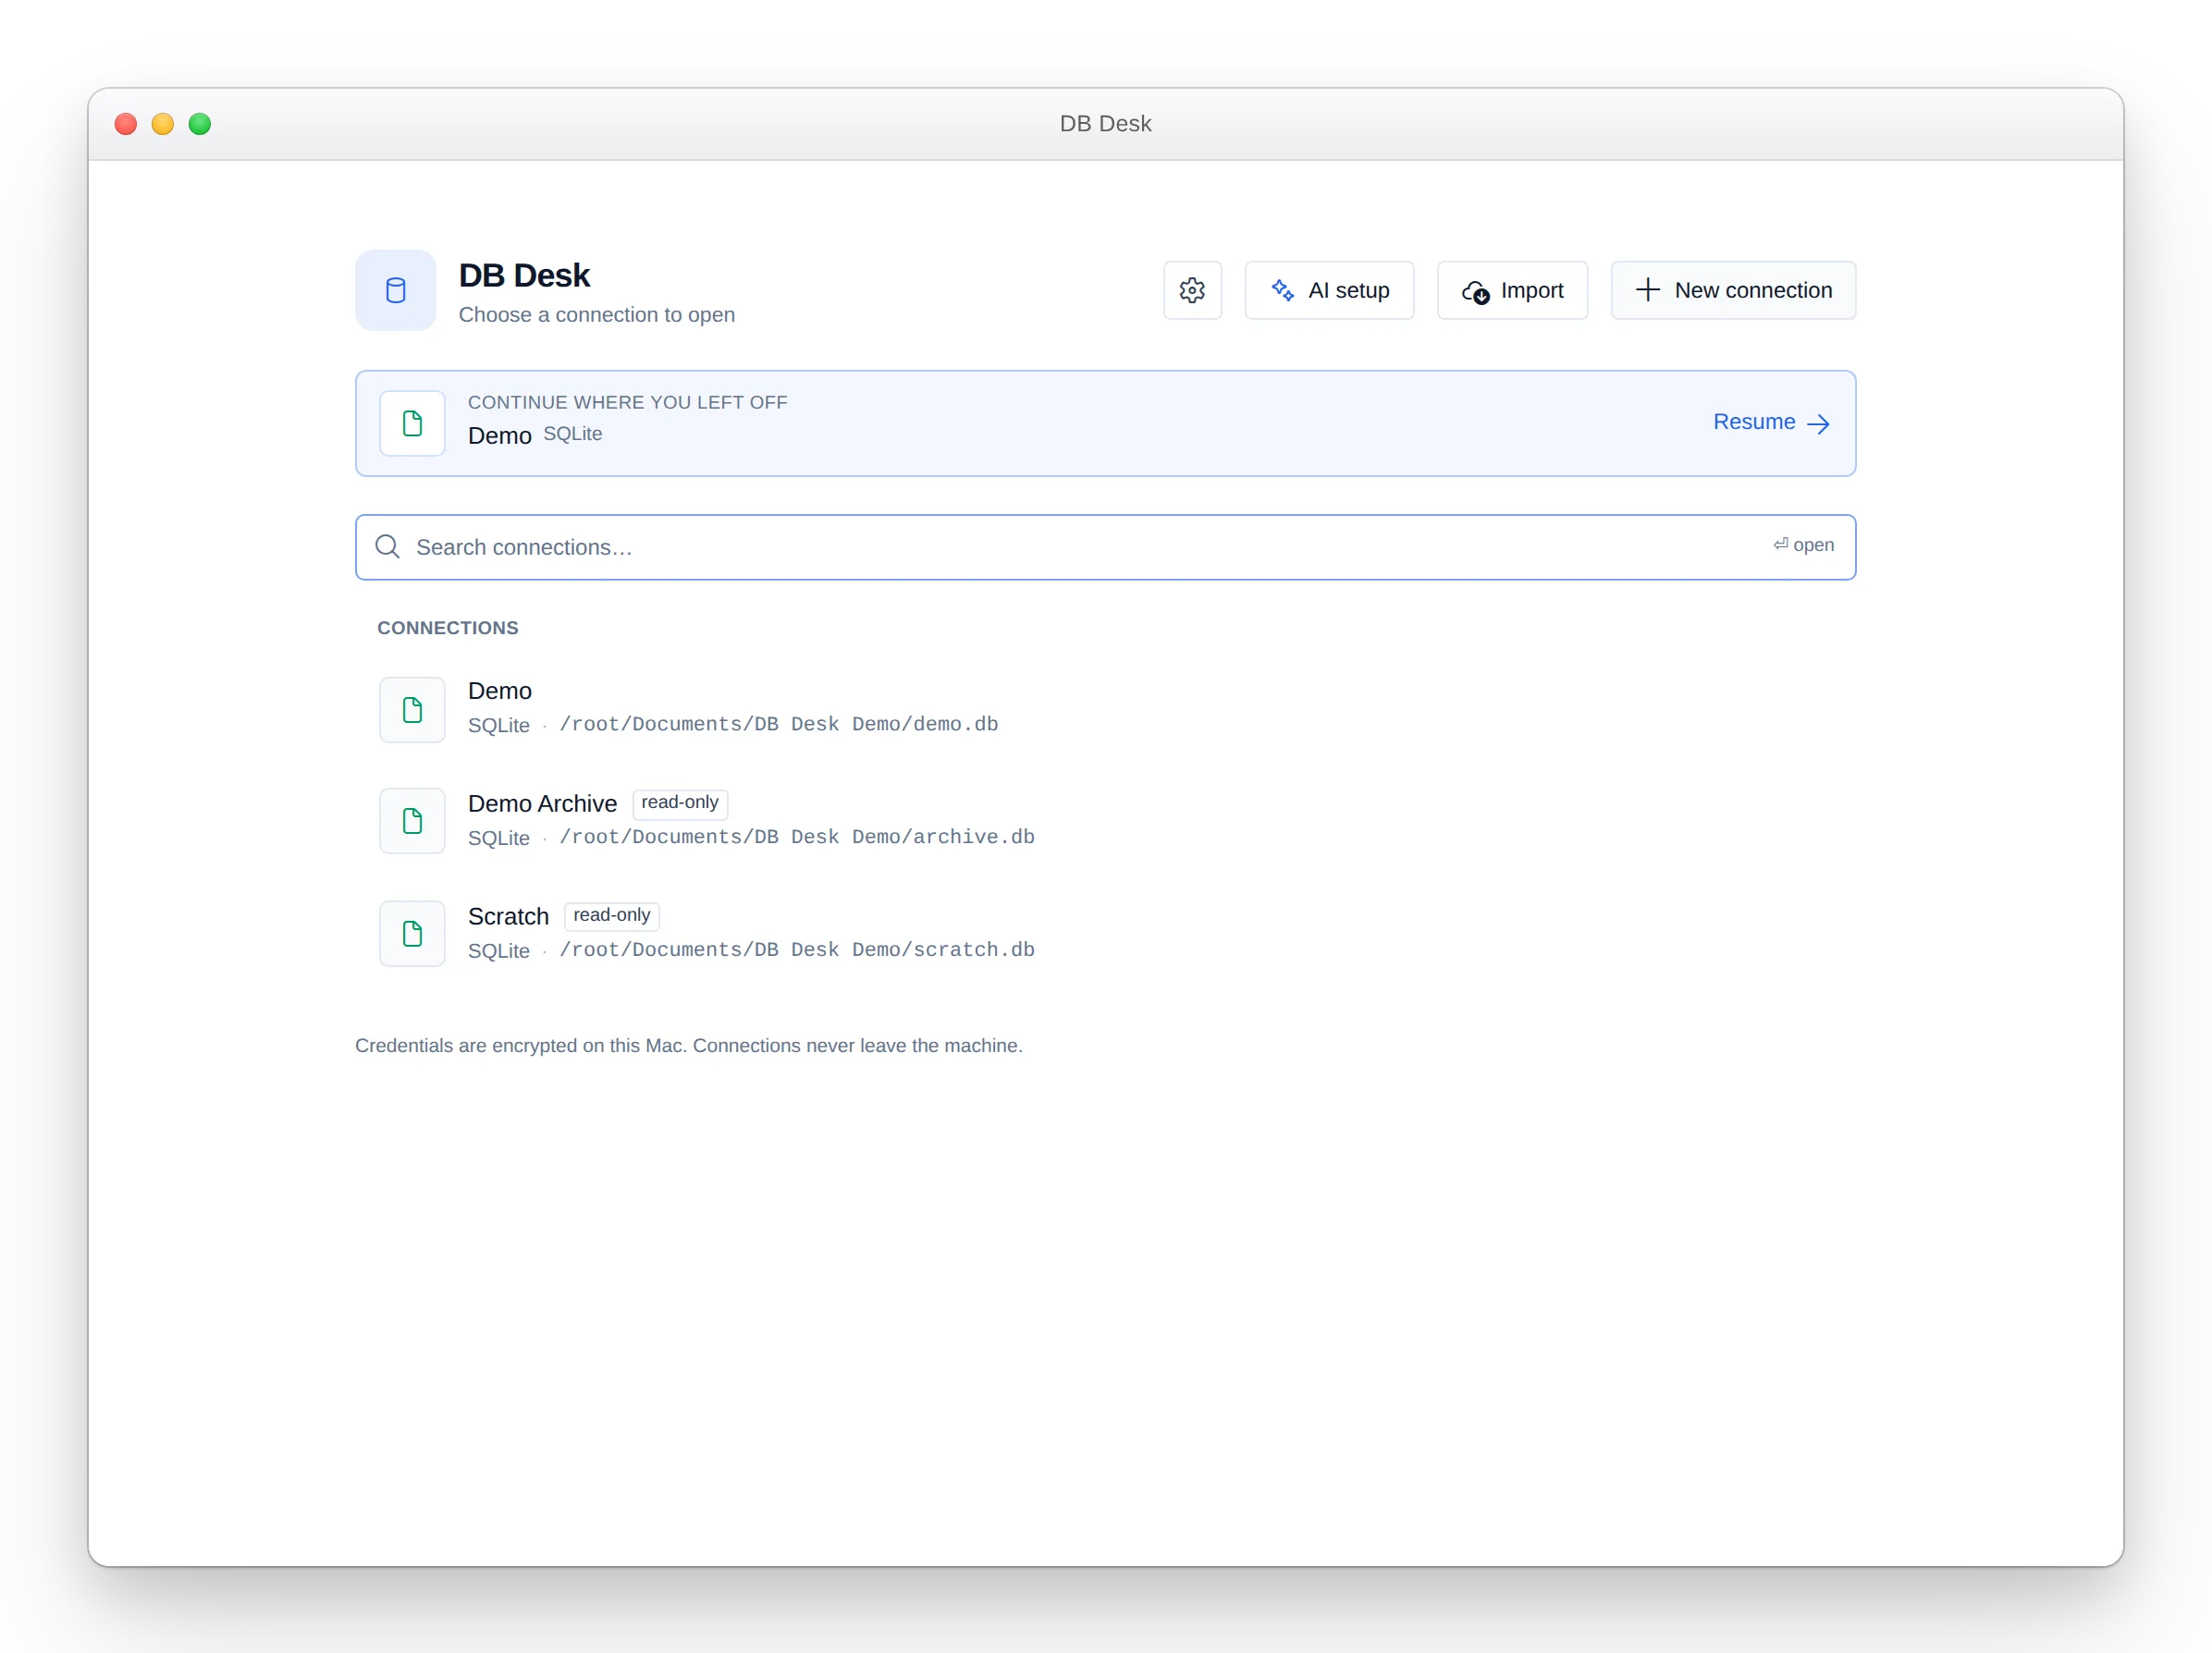 DB Desk
DB Desk
Choose a connection to open
AI setup
Import
New connection
CONTINUE WHERE YOU LEFT OFF
Demo SQLite
Resume →
Search connections…
⏎ open
CONNECTIONS
Demo
SQLite · /root/Documents/DB Desk Demo/demo.db
Demo Archive read-only
SQLite · /root/Documents/DB Desk Demo/archive.db
Scratch read-only
SQLite · /root/Documents/DB Desk Demo/scratch.db
Credentials are encrypted on this Mac. Connections never leave the machine.